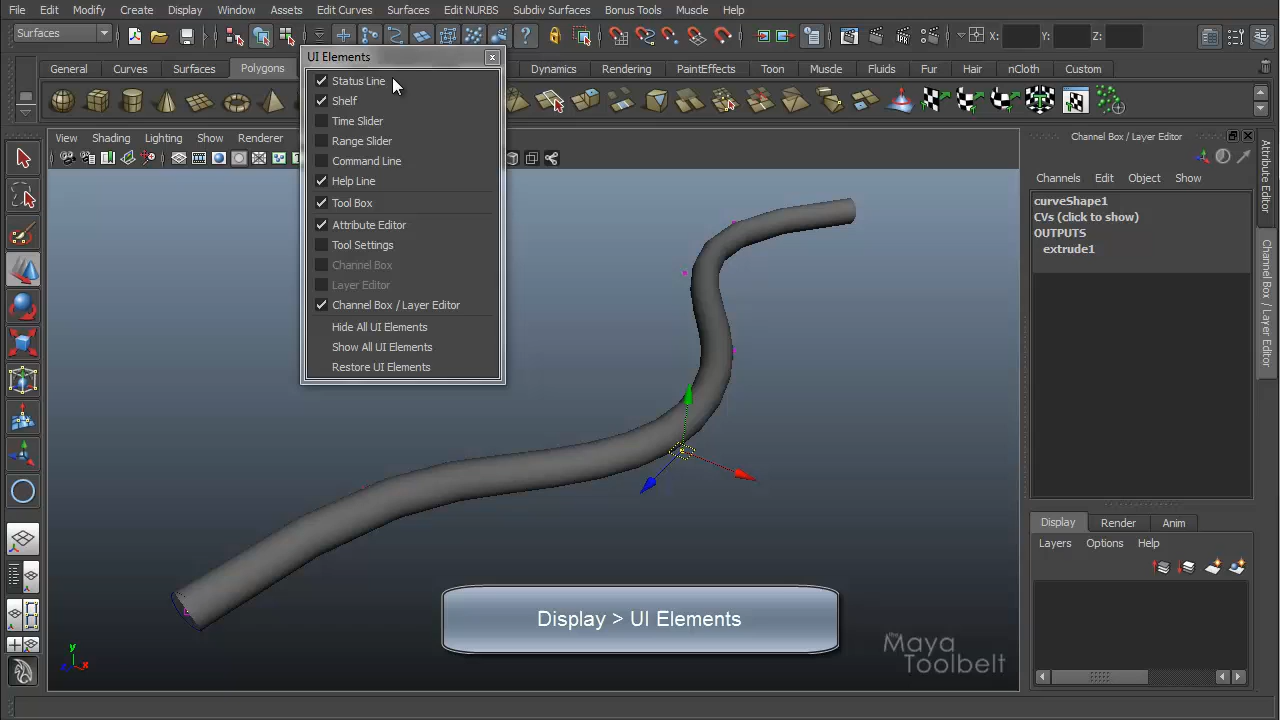 File Edit Modify Create Display Window Assets Edit Curves Surfaces Edit NURBS Subdiv Surfaces Bonus Tools Muscle Help
Surfaces
X:
Y:
Z:
General Curves Surfaces Polygons Dynamics Rendering PaintEffects Toon Muscle Fluids Fur Hair nCloth Custom
UI Elements
Status Line
Shelf
Time Slider
Range Slider
Command Line
Help Line
Tool Box
Attribute Editor
Tool Settings
Channel Box
Layer Editor
Channel Box / Layer Editor
Hide All UI Elements
Show All UI Elements
Restore UI Elements
View Shading Lighting Show Renderer
Channel Box / Layer Editor
Channels Edit Object Show
curveShape1
CVs (click to show)
OUTPUTS
extrude1
Attribute Editor
Channel Box / Layer Editor
Display Render Anim
Layers Options Help
Display > UI Elements
the Maya
Toolbelt
y
z x